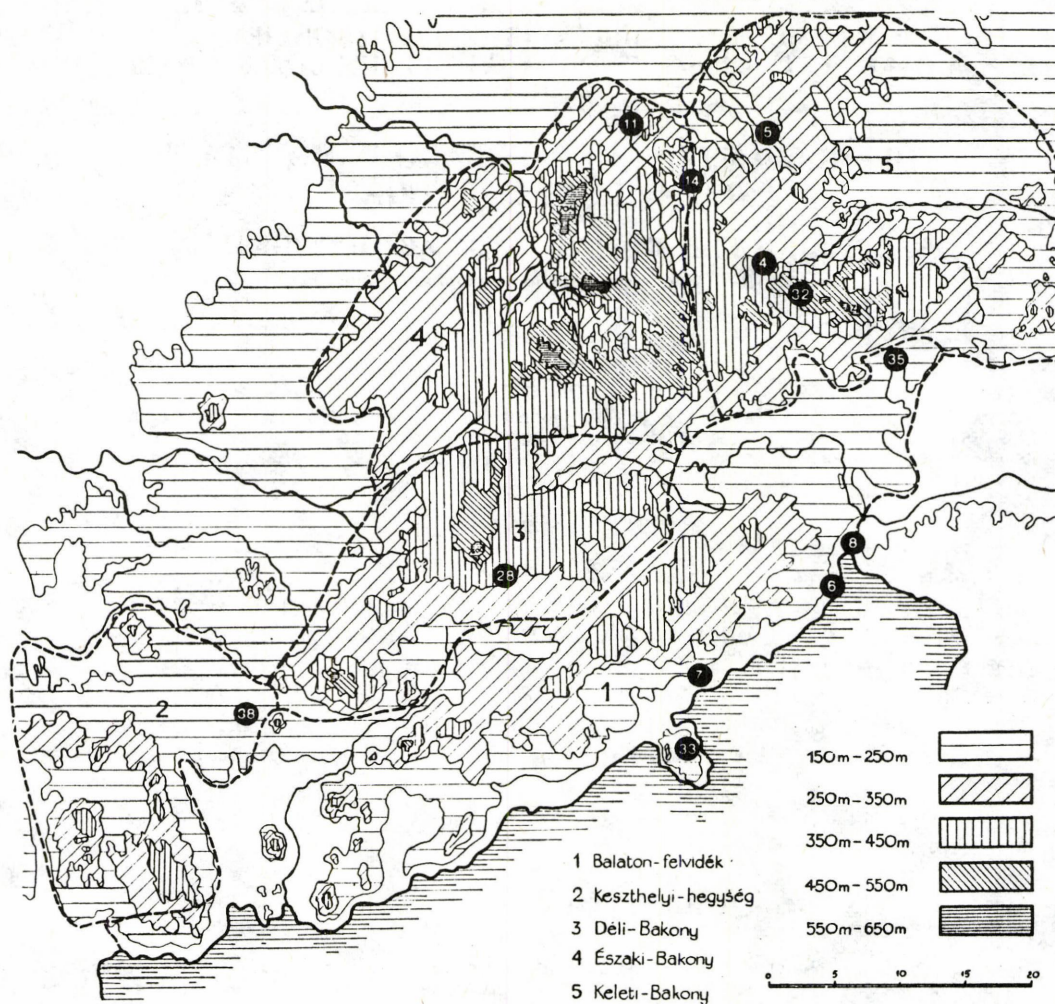 11
5
5
14
4
32
4
35
3
28
8
6
1
7
2
38
33
150m-250m
250m-350m
350m-450m
450m-550m
550m-650m
1 Balaton-felvidék
2 Keszthelyi-hegység
3 Déli-Bakony
4 Északi-Bakony
5 Keleti-Bakony
0 5 10 15 20